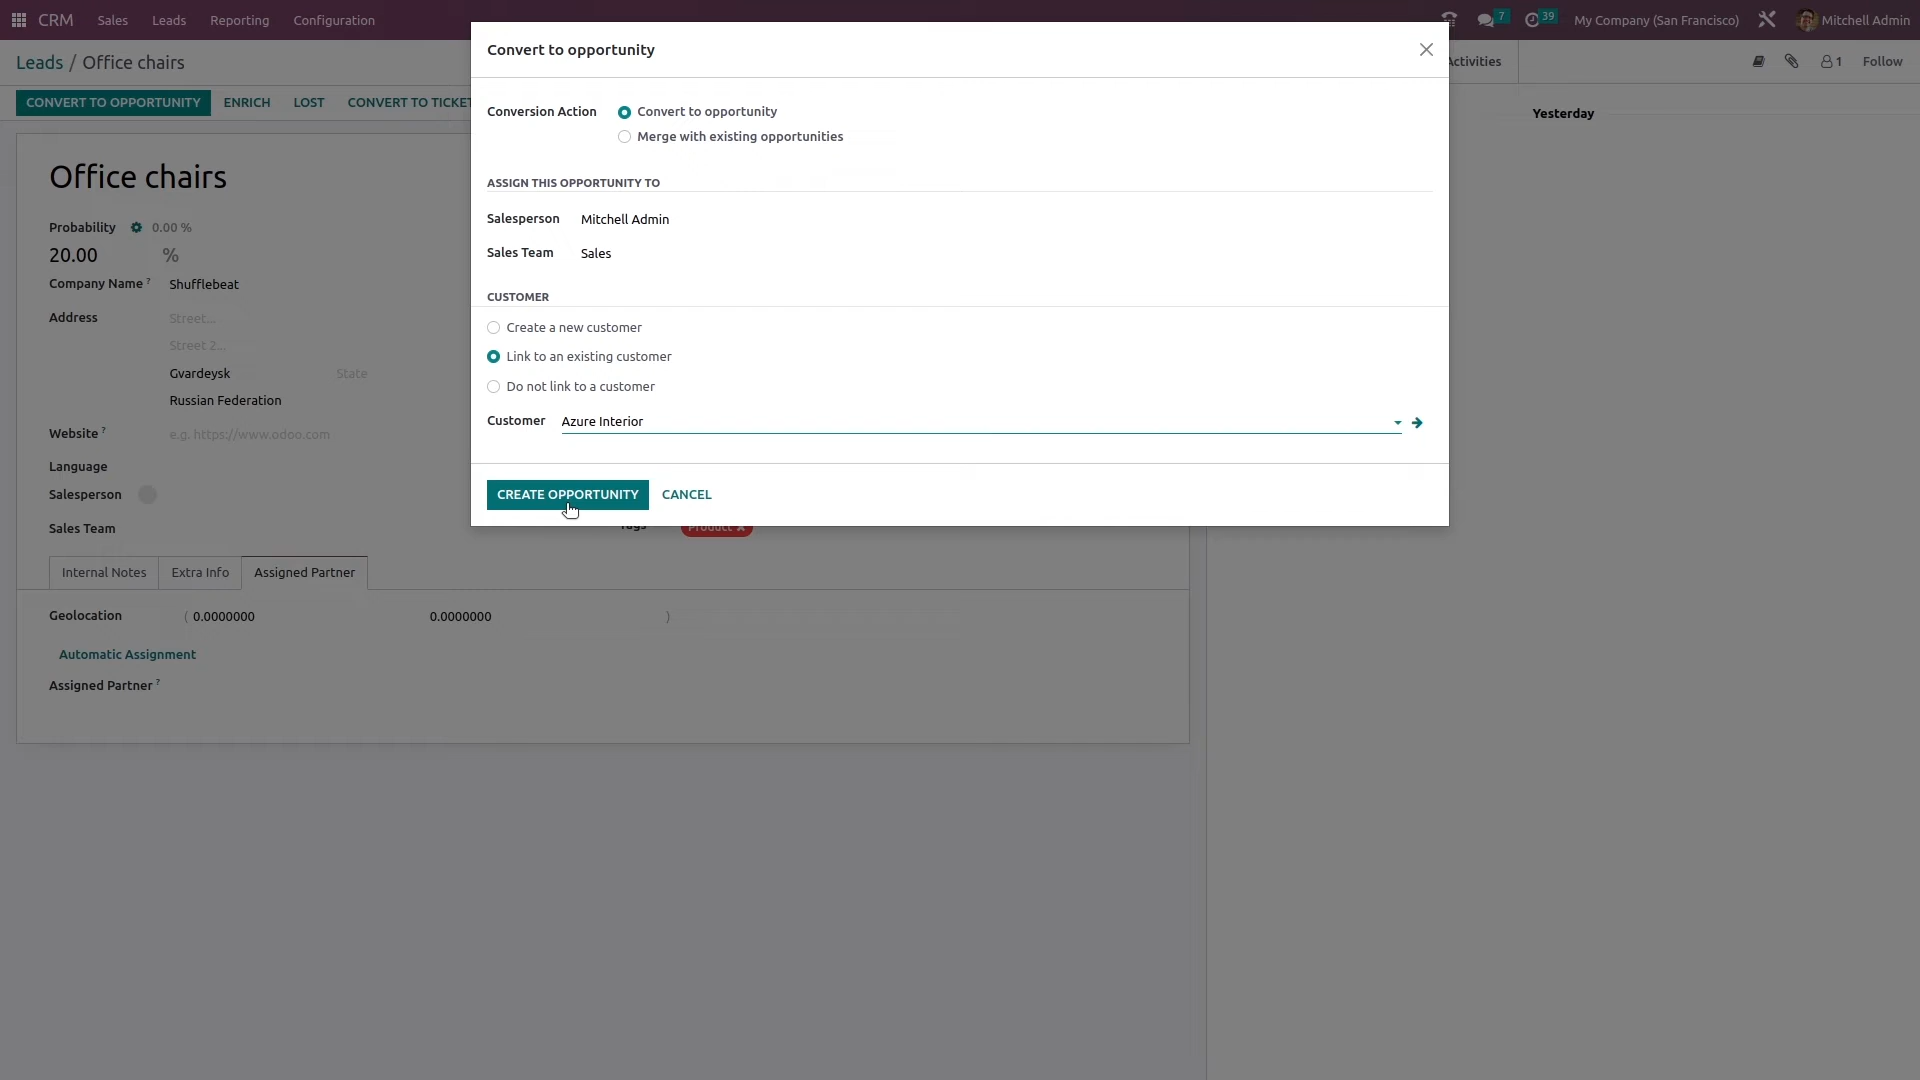 CRM Sales Leads Reporting Configuration
7 39 My Company (San Francisco) Mitchell Admin
Leads / Office chairs
Activities 1 Follow
CONVERT TO OPPORTUNITY ENRICH LOST CONVERT TO TICKET
Yesterday
Office chairs
Probability 0.00 %
20.00 %
Company Name ? Shufflebeat
Address Street...
Street 2...
Gvardeysk State
Russian Federation
Website ? e.g. https://www.odoo.com
Language
Salesperson
Sales Team
Tags Product ×
Internal Notes Extra Info Assigned Partner
Geolocation ( 0.0000000 0.0000000 )
Automatic Assignment
Assigned Partner ?
Convert to opportunity
Conversion Action Convert to opportunity
Merge with existing opportunities
ASSIGN THIS OPPORTUNITY TO
Salesperson Mitchell Admin
Sales Team Sales
CUSTOMER
Create a new customer
Link to an existing customer
Do not link to a customer
Customer Azure Interior
CREATE OPPORTUNITY CANCEL